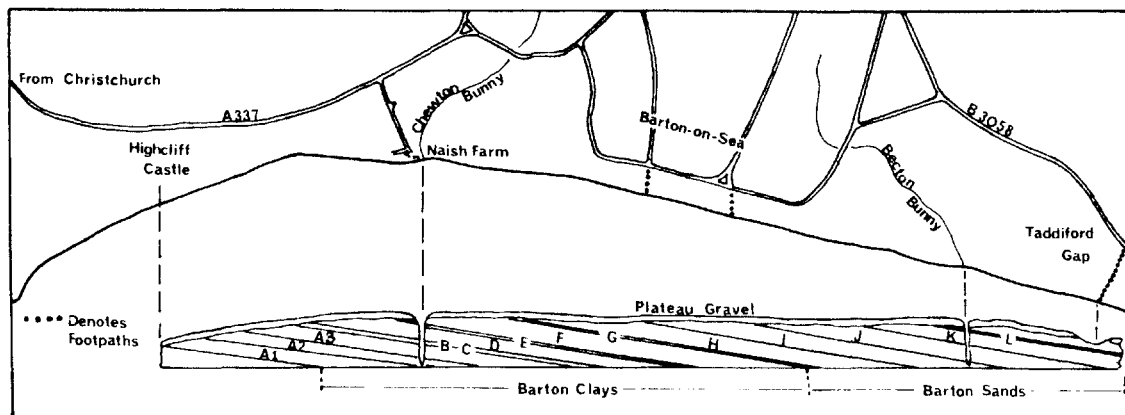 From Christchurch
A337
Highcliff
Castle
Chewton
Bunny
Naish Farm
Barton-on-Sea
Becton
Bunny
B 3058
Taddiford
Gap
Denotes
Footpaths
Plateau Gravel
A1 A2 A3 B C D E F G H I J K L
Barton Clays
Barton Sands